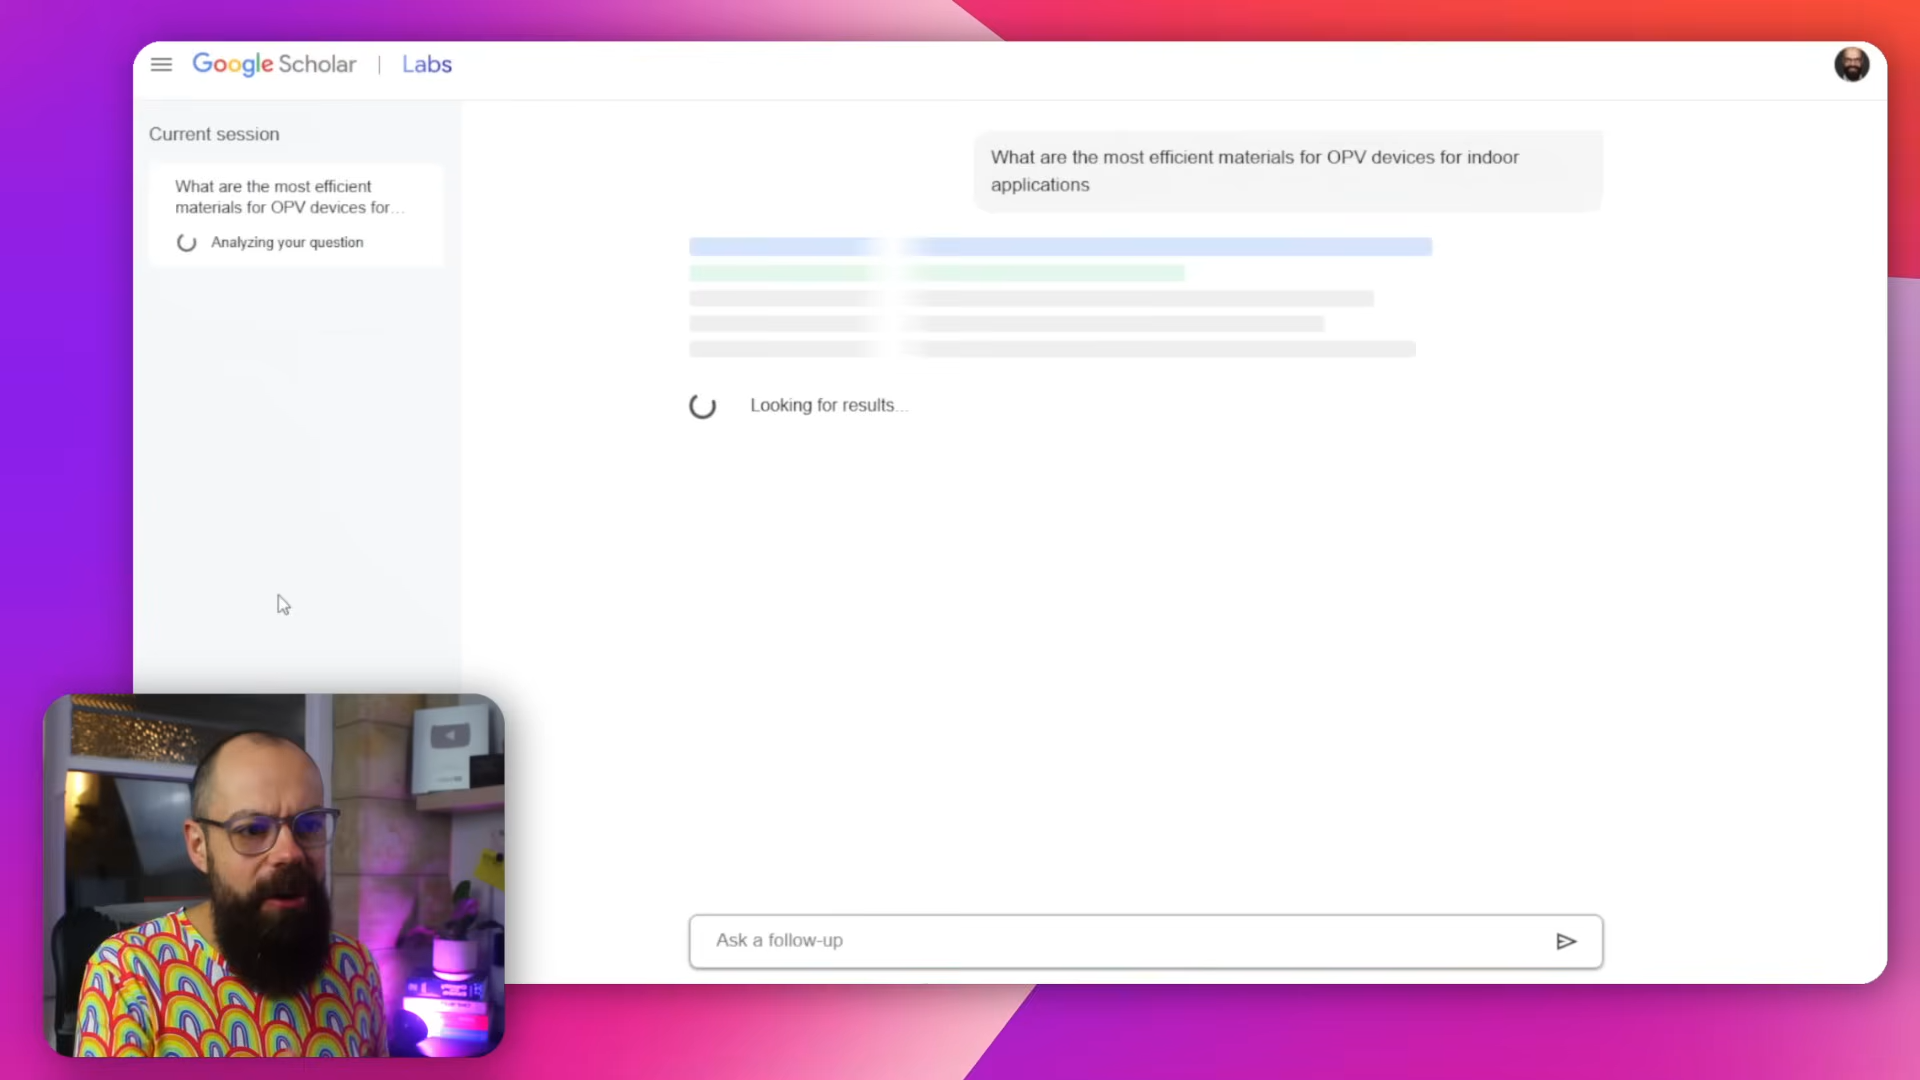 Google Scholar | Labs
Current session
What are the most efficient
materials for OPV devices for...
Analyzing your question
What are the most efficient materials for OPV devices for indoor
applications
Looking for results...
Ask a follow-up